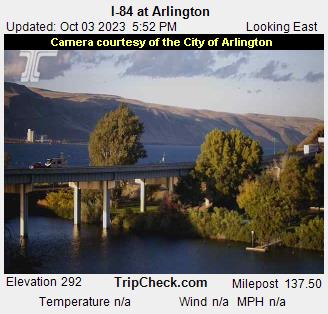 I-84 at Arlington
Updated: Oct 03 2023 5:52 PM Looking East
Camera courtesy of the City of Arlington
Elevation 292 TripCheck.com Milepost 137.50
Temperature n/a Wind n/a MPH n/a